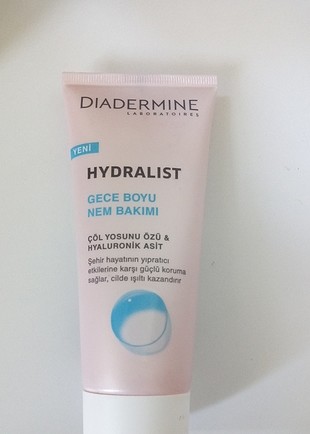 DIADERMINE
LABORATOIRES
YENİ
HYDRALIST
GECE BOYU
NEM BAKIMI
ÇÖL YOSUNU ÖZÜ &
HYALURONİK ASİT
Şehir hayatının yıpratıcı
etkilerine karşı güçlü koruma
sağlar, cilde ışıltı kazandırır